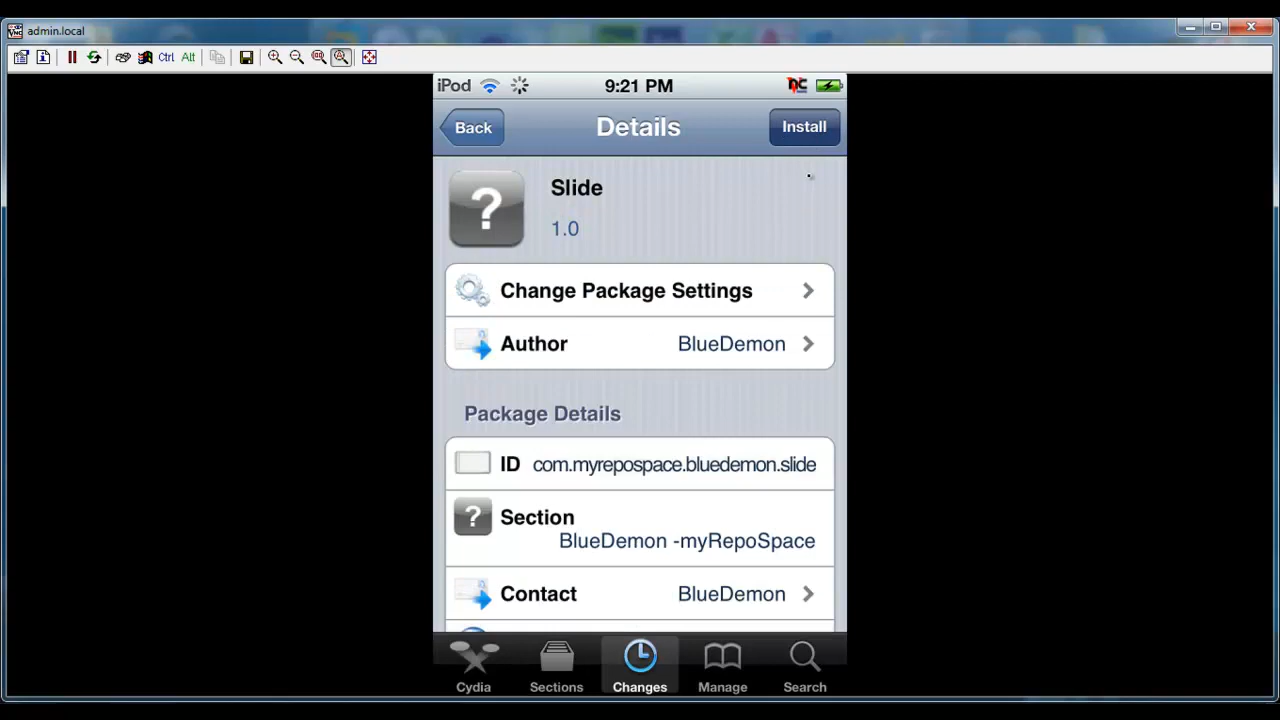 admin.local
Ctrl Alt
iPod 9:21 PM
Back Details Install
Slide
1.0
Change Package Settings
Author BlueDemon
Package Details
ID com.myrepospace.bluedemon.slide
Section
BlueDemon -myRepoSpace
Contact BlueDemon
Cydia Sections Changes Manage Search